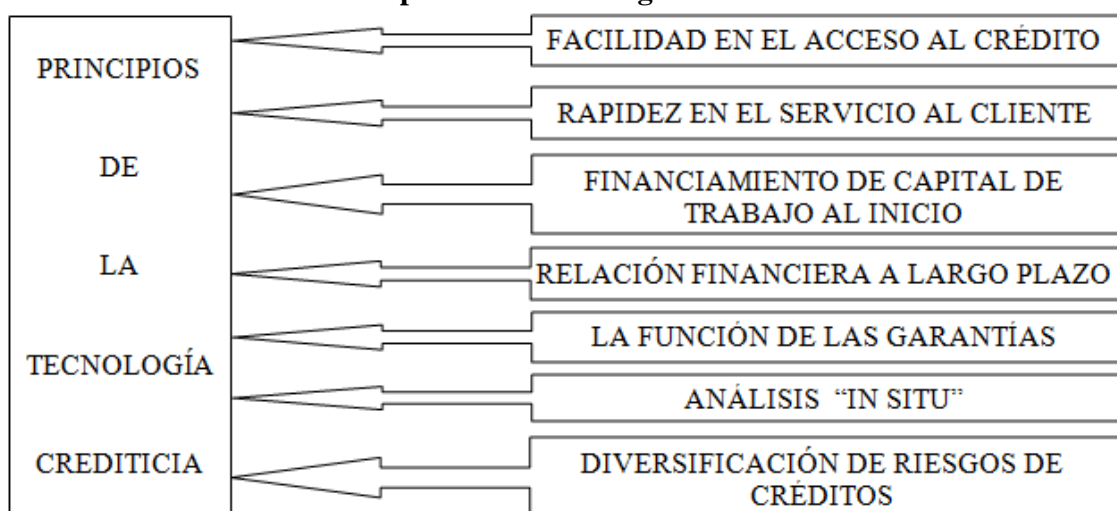 PRINCIPIOS
DE
LA
TECNOLOGÍA
CREDITICIA
FACILIDAD EN EL ACCESO AL CRÉDITO
RAPIDEZ EN EL SERVICIO AL CLIENTE
FINANCIAMIENTO DE CAPITAL DE
TRABAJO AL INICIO
RELACIÓN FINANCIERA A LARGO PLAZO
LA FUNCIÓN DE LAS GARANTÍAS
ANÁLISIS “IN SITU”
DIVERSIFICACIÓN DE RIESGOS DE
CRÉDITOS